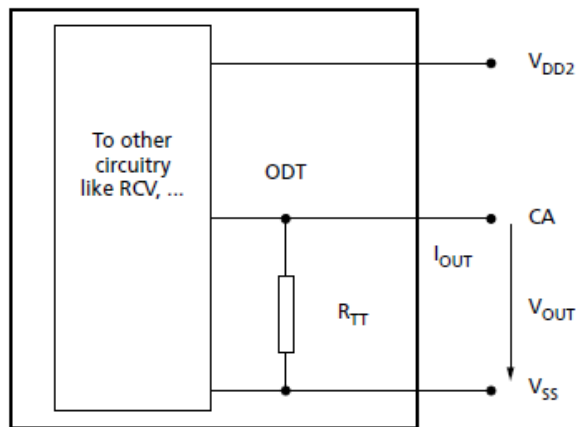 V_DD2
To other
circuitry
like RCV, ...
ODT
CA
I_OUT
R_TT
V_OUT
V_SS